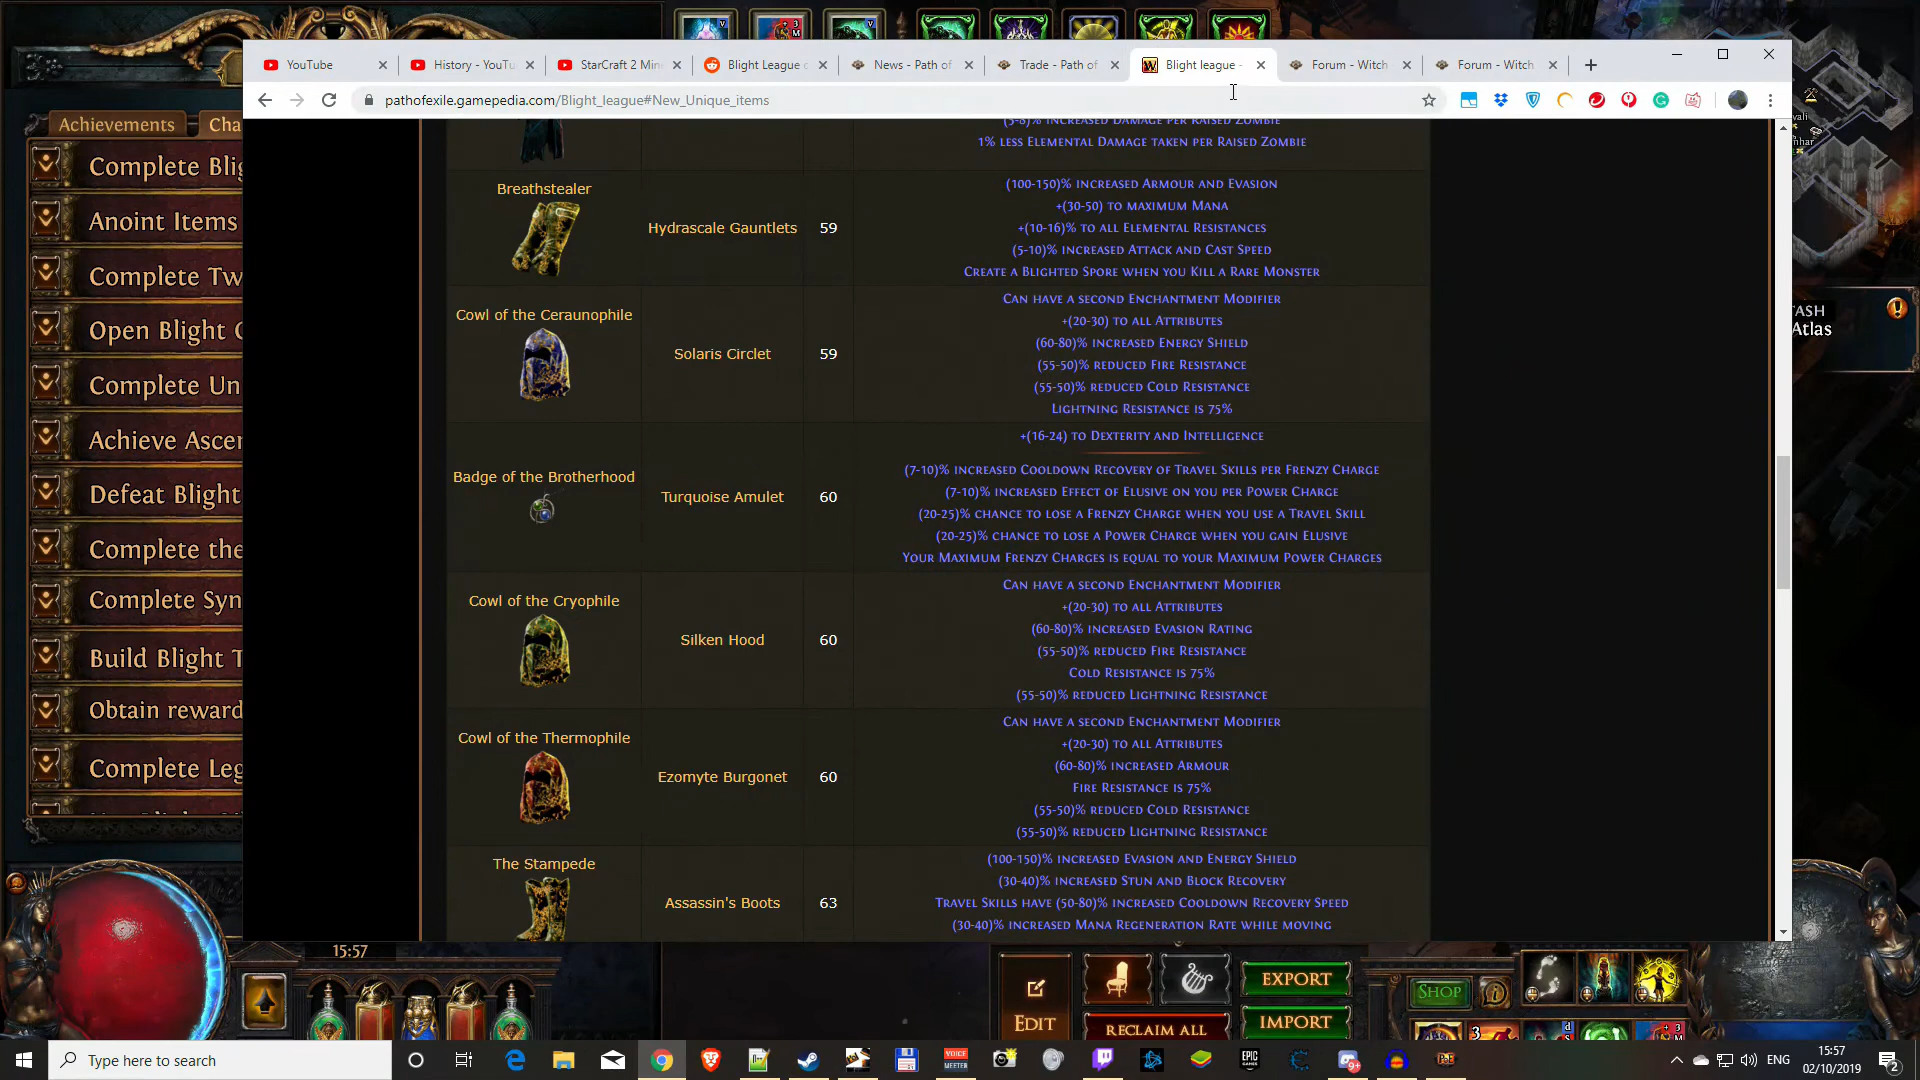 YouTube
History - YouTu
StarCraft 2 Min
Blight League
News - Path of
Trade - Path of
Blight league -
Forum - Witch
Forum - Witch
pathofexile.gamepedia.com/Blight_league#New_Unique_items
Achievements
Cha
Complete Blig
Anoint Items
Complete Tw
Open Blight C
Complete Un
Achieve Ascer
Defeat Blight
Complete the
Complete Syn
Build Blight T
Obtain reward
Complete Leg
(5-8)% increased Damage per Raised Zombie
1% less Elemental Damage taken per Raised Zombie
Breathstealer
Hydrascale Gauntlets
59
(100-150)% increased Armour and Evasion
+(30-50) to maximum Mana
+(10-16)% to all Elemental Resistances
(5-10)% increased Attack and Cast Speed
Create a Blighted Spore when you Kill a Rare Monster
Cowl of the Ceraunophile
Solaris Circlet
59
Can have a second Enchantment Modifier
+(20-30) to all Attributes
(60-80)% increased Energy Shield
(55-50)% reduced Fire Resistance
(55-50)% reduced Cold Resistance
Lightning Resistance is 75%
Badge of the Brotherhood
Turquoise Amulet
60
+(16-24) to Dexterity and Intelligence
(7-10)% increased Cooldown Recovery of Travel Skills per Frenzy Charge
(7-10)% increased Effect of Elusive on you per Power Charge
(20-25)% chance to lose a Frenzy Charge when you use a Travel Skill
(20-25)% chance to lose a Power Charge when you gain Elusive
Your Maximum Frenzy Charges is equal to your Maximum Power Charges
Cowl of the Cryophile
Silken Hood
60
Can have a second Enchantment Modifier
+(20-30) to all Attributes
(60-80)% increased Evasion Rating
(55-50)% reduced Fire Resistance
Cold Resistance is 75%
(55-50)% reduced Lightning Resistance
Cowl of the Thermophile
Ezomyte Burgonet
60
Can have a second Enchantment Modifier
+(20-30) to all Attributes
(60-80)% increased Armour
Fire Resistance is 75%
(55-50)% reduced Cold Resistance
(55-50)% reduced Lightning Resistance
The Stampede
Assassin's Boots
63
(100-150)% increased Evasion and Energy Shield
(30-40)% increased Stun and Block Recovery
Travel Skills have (50-80)% increased Cooldown Recovery Speed
(30-40)% increased Mana Regeneration Rate while moving
TASH
Atlas
15:57
EDIT
RECLAIM ALL
EXPORT
IMPORT
SHOP
Type here to search
VOICE
MEETER
EPIC
GAMES
ENG
15:57
02/10/2019